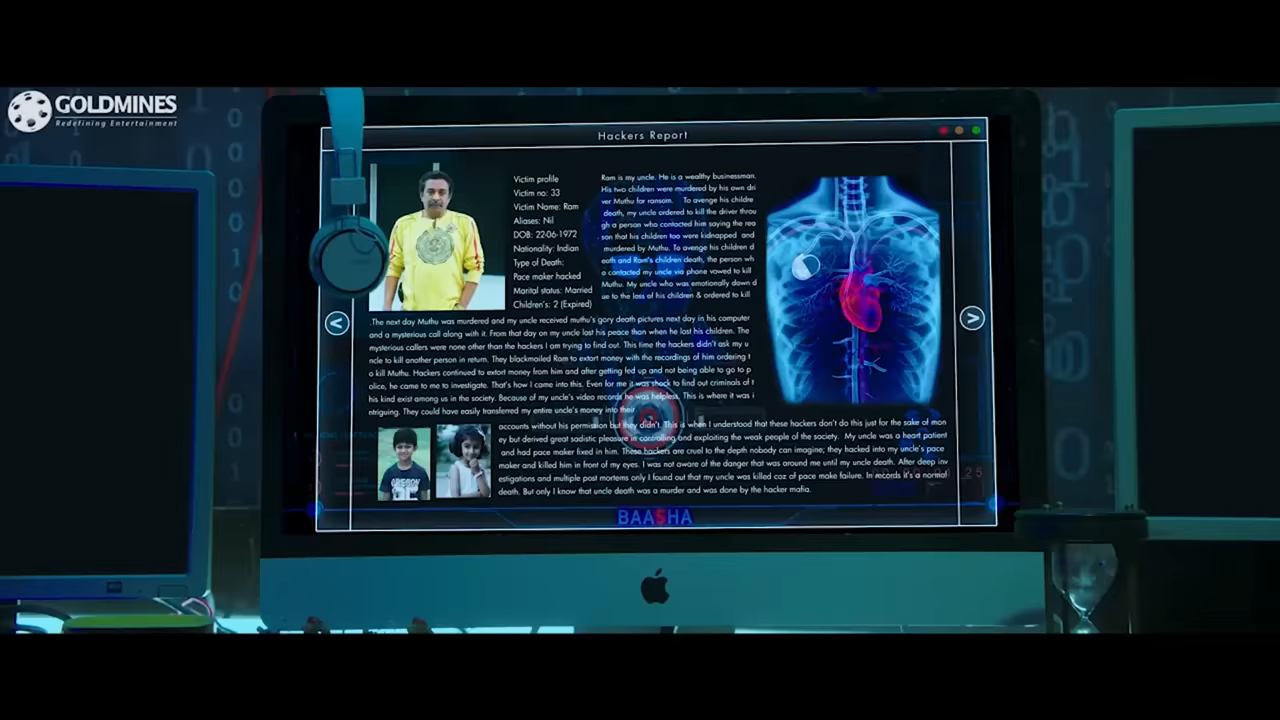 GOLDMINES
Redefining Entertainment
Hackers Report
Victim profile
Victim no: 33
Victim Name: Ram
Aliases: Nil
DOB: 22-06-1972
Nationality: Indian
Type of Death:
Pace maker hacked
Marital status: Married
Children's: 2 (Expired)
Ram is my uncle. He is a wealthy businessman.
His two children were murdered by his own dri
ver Muthu for ransom. To avenge his childre
death, my uncle ordered to kill the driver throu
gh a person who contacted him saying the rea
son that his children too were kidnapped and
murdered by Muthu. To avenge his children d
eath and Ram's children death, the person wh
o contacted my uncle via phone vowed to kill
Muthu. My uncle who was emotionally down d
ue to the loss of his children & ordered to kill
.The next day Muthu was murdered and my uncle received muthu's gory death pictures next day in his computer
and a mysterious call along with it. From that day on my uncle lost his peace than when he lost his children. The
mysterious callers were none other than the hackers I am trying to find out. This time the hackers didn't ask my u
ncle to kill another person in return. They blackmailed Ram to extort money with the recordings of him ordering t
o kill Muthu. Hackers continued to extort money from him and after getting fed up and not being able to go to p
olice, he came to me to investigate. That's how I came into this. Even for me it was shock to find out criminals of t
his kind exist among us in the society. Because of my uncle's video records he was helpless. This is where it was i
ntriguing. They could have easily transferred my entire uncle's money into their
accounts without his permission but they didn't. This is when I understood that these hackers don't do this just for the sake of mon
ey but derived great sadistic pleasure in controlling and exploiting the weak people of the society. My uncle was a heart patient
and had pace maker fixed in him. These hackers are cruel to the depth nobody can imagine; they hacked into my uncle's pace
maker and killed him in front of my eyes. I was not aware of the danger that was around me until my uncle death. After deep inv
estigations and multiple post mortems only I found out that my uncle was killed coz of pace make failure. In records it's a normal
death. But only I know that uncle death was a murder and was done by the hacker mafia.
BAASHA